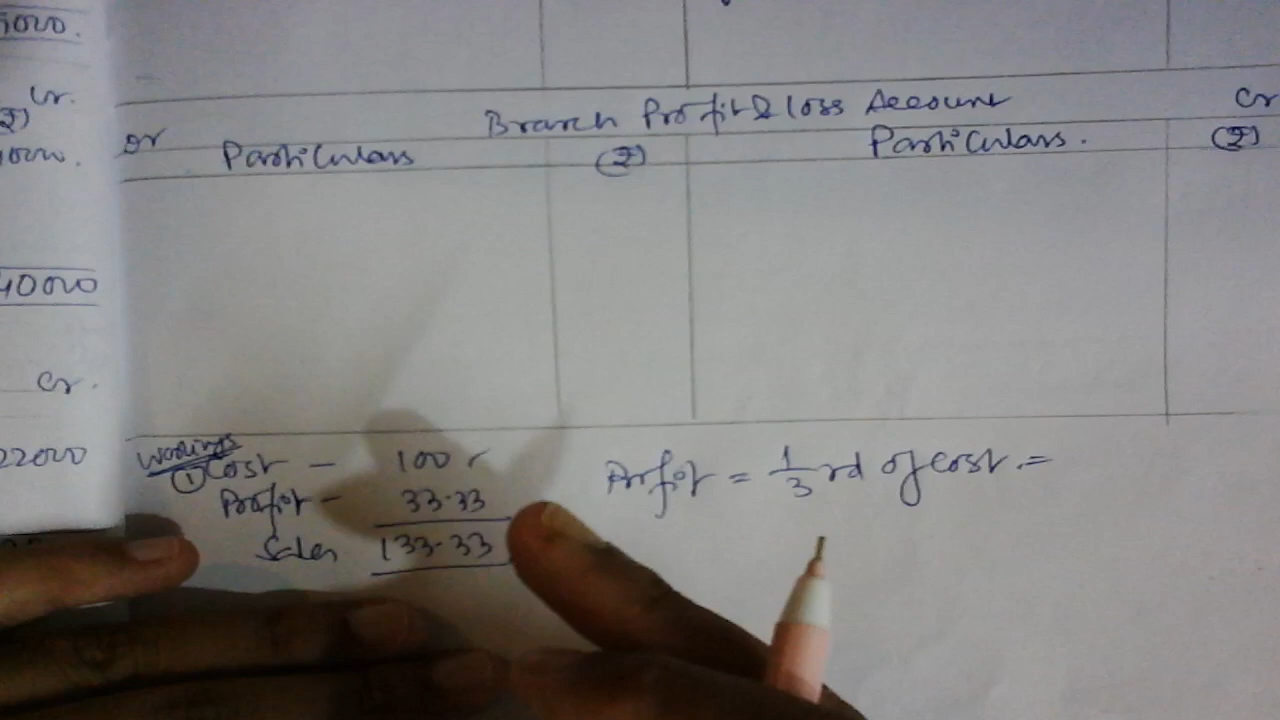 Cr.
(₹)
40000
Cr.
22000
Branch Profit & Loss Account
Dr Cr
Particulars (₹) Particulars. (₹)
Workings
① Cost - 100
Profit - 33.33
Sales 133.33
Profit = 1/3 rd of cost. =